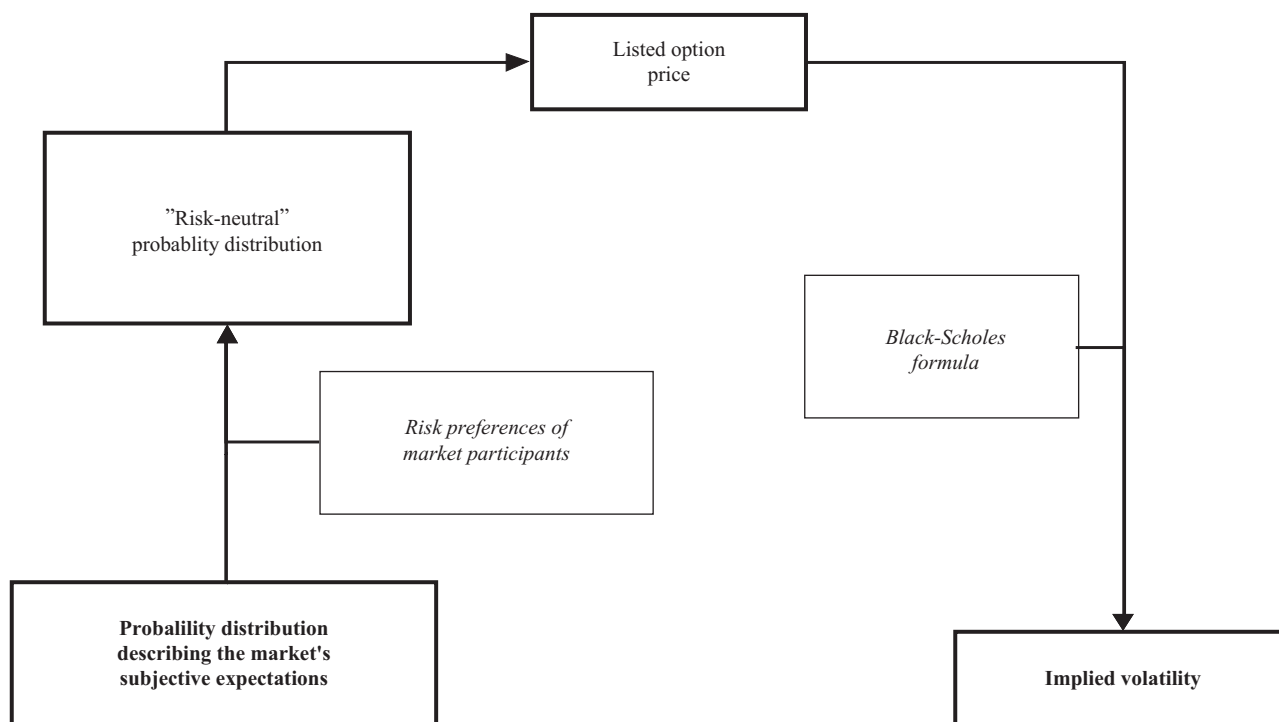 Listed option
price
”Risk-neutral”
probablity distribution
Black-Scholes
formula
Risk preferences of
market participants
Probalility distribution
describing the market's
subjective expectations
Implied volatility